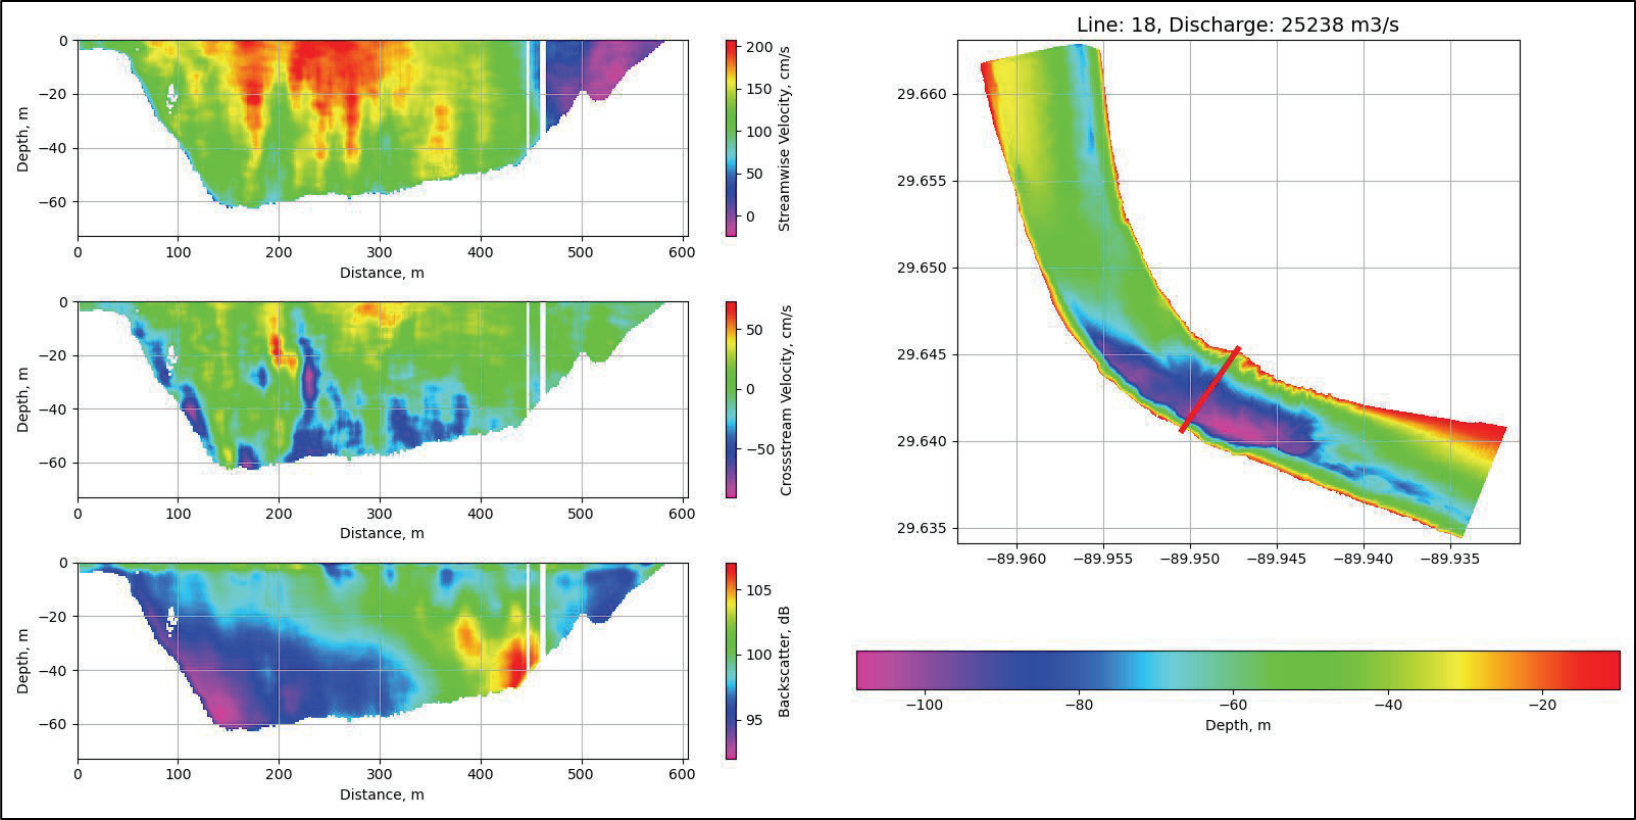 0
−20
−40
−60
Depth, m
0 100 200 300 400 500 600
Distance, m
200
150
100
50
0
Streamwise Velocity, cm/s
0
−20
−40
−60
Depth, m
0 100 200 300 400 500 600
Distance, m
50
0
−50
Crossstream Velocity, cm/s
0
−20
−40
−60
Depth, m
0 100 200 300 400 500 600
Distance, m
105
100
95
Backscatter, dB
Line: 18, Discharge: 25238 m3/s
29.660
29.655
29.650
29.645
29.640
29.635
−89.960 −89.955 −89.950 −89.945 −89.940 −89.935
−100 −80 −60 −40 −20
Depth, m